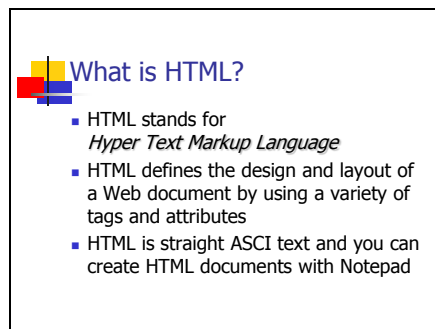 What is HTML?
HTML stands for
Hyper Text Markup Language
HTML defines the design and layout of
a Web document by using a variety of
tags and attributes
HTML is straight ASCI text and you can
create HTML documents with Notepad